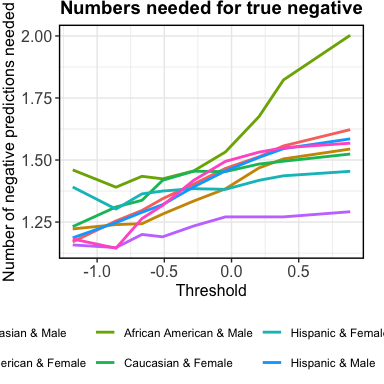 Numbers needed for true negative
Number of negative predictions needed
2.00
1.75
1.50
1.25
-1.0 -0.5 0.0 0.5
Threshold
asian & Male African American & Male Hispanic & Female
erican & Female Caucasian & Female Hispanic & Male